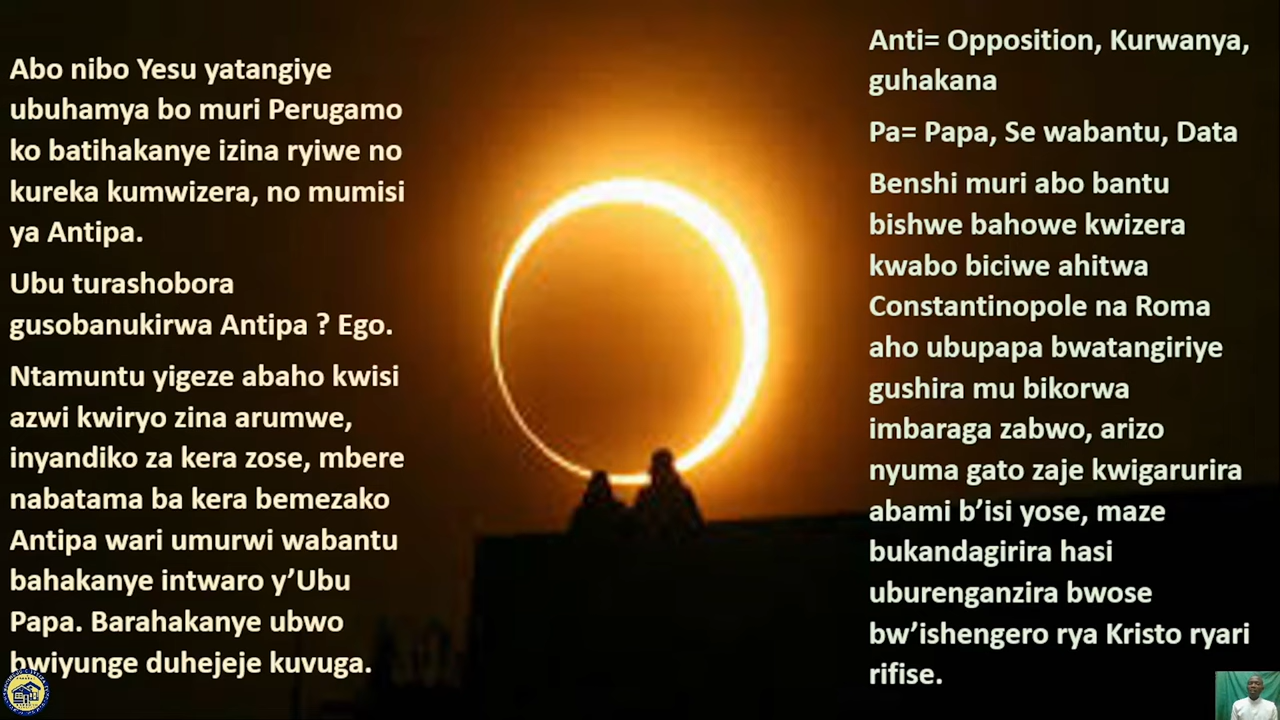 Abo nibo Yesu yatangiye
ubuhamya bo muri Perugamo
ko batihakanye izina ryiwe no
kureka kumwizera, no mumisi
ya Antipa.
Ubu turashobora
gusobanukirwa Antipa ? Ego.
Ntamuntu yigeze abaho kwisi
azwi kwiryo zina arumwe,
inyandiko za kera zose, mbere
nabatama ba kera bemezako
Antipa wari umurwi wabantu
bahakanye intwaro y’Ubu
Papa. Barahakanye ubwo
bwiyunge duhejeje kuvuga.
Anti= Opposition, Kurwanya,
guhakana
Pa= Papa, Se wabantu, Data
Benshi muri abo bantu
bishwe bahowe kwizera
kwabo biciwe ahitwa
Constantinopole na Roma
aho ubupapa bwatangiriye
gushira mu bikorwa
imbaraga zabwo, arizo
nyuma gato zaje kwigarurira
abami b’isi yose, maze
bukandagirira hasi
uburenganzira bwose
bw’ishengero rya Kristo ryari
rifise.